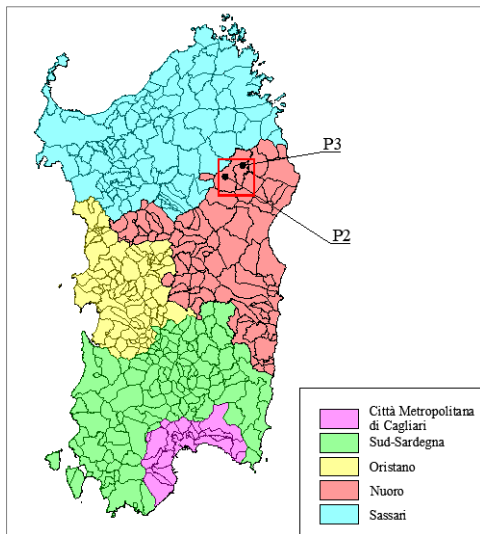 P3
P2
Città Metropolitana
di Cagliari
Sud-Sardegna
Oristano
Nuoro
Sassari